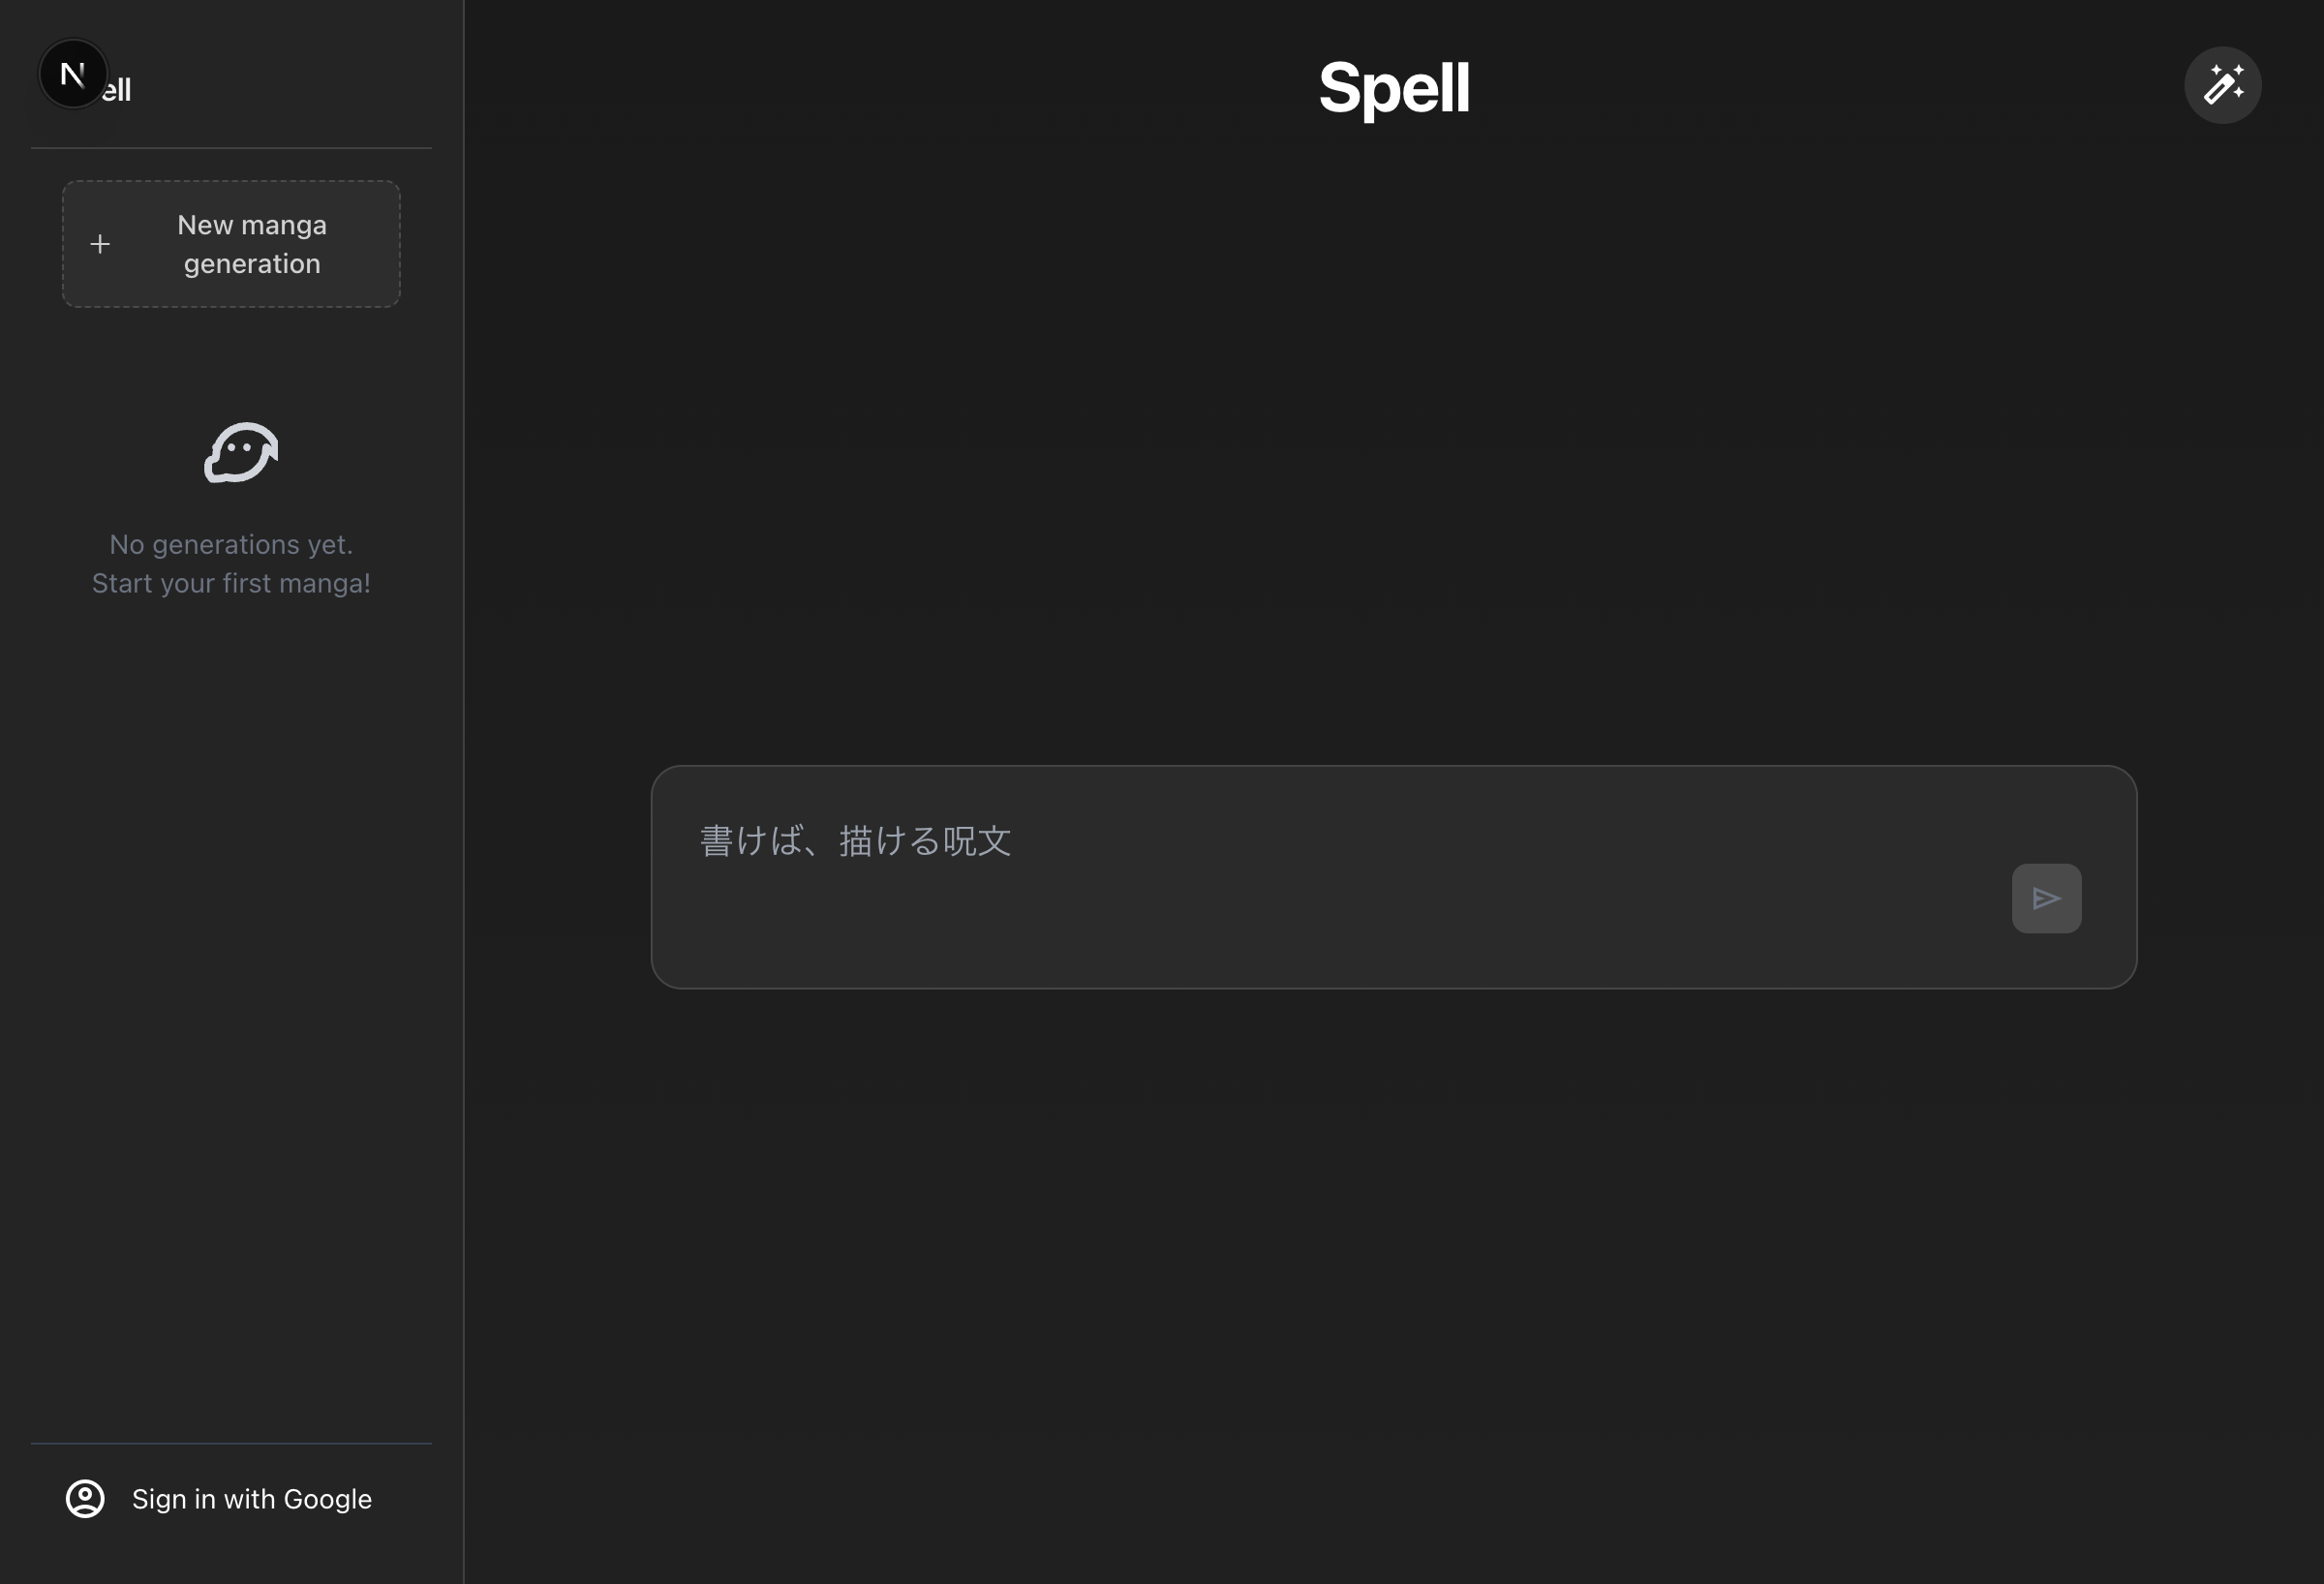 N
ell
Spell
New manga
generation
No generations yet.
Start your first manga!
書けば、描ける呪文
Sign in with Google